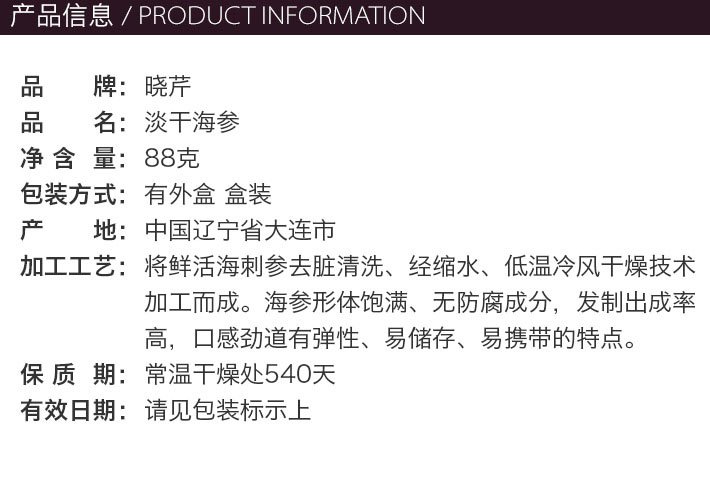 产品信息 / PRODUCT INFORMATION
品牌：晓芹
品名：淡干海参
净含量：88克
包装方式：有外盒 盒装
产地：中国辽宁省大连市
加工工艺：将鲜活海刺参去脏清洗、经缩水、低温冷风干燥技术
加工而成。海参形体饱满、无防腐成分，发制出成率
高，口感劲道有弹性、易储存、易携带的特点。
保质期：常温干燥处540天
有效日期：请见包装标示上